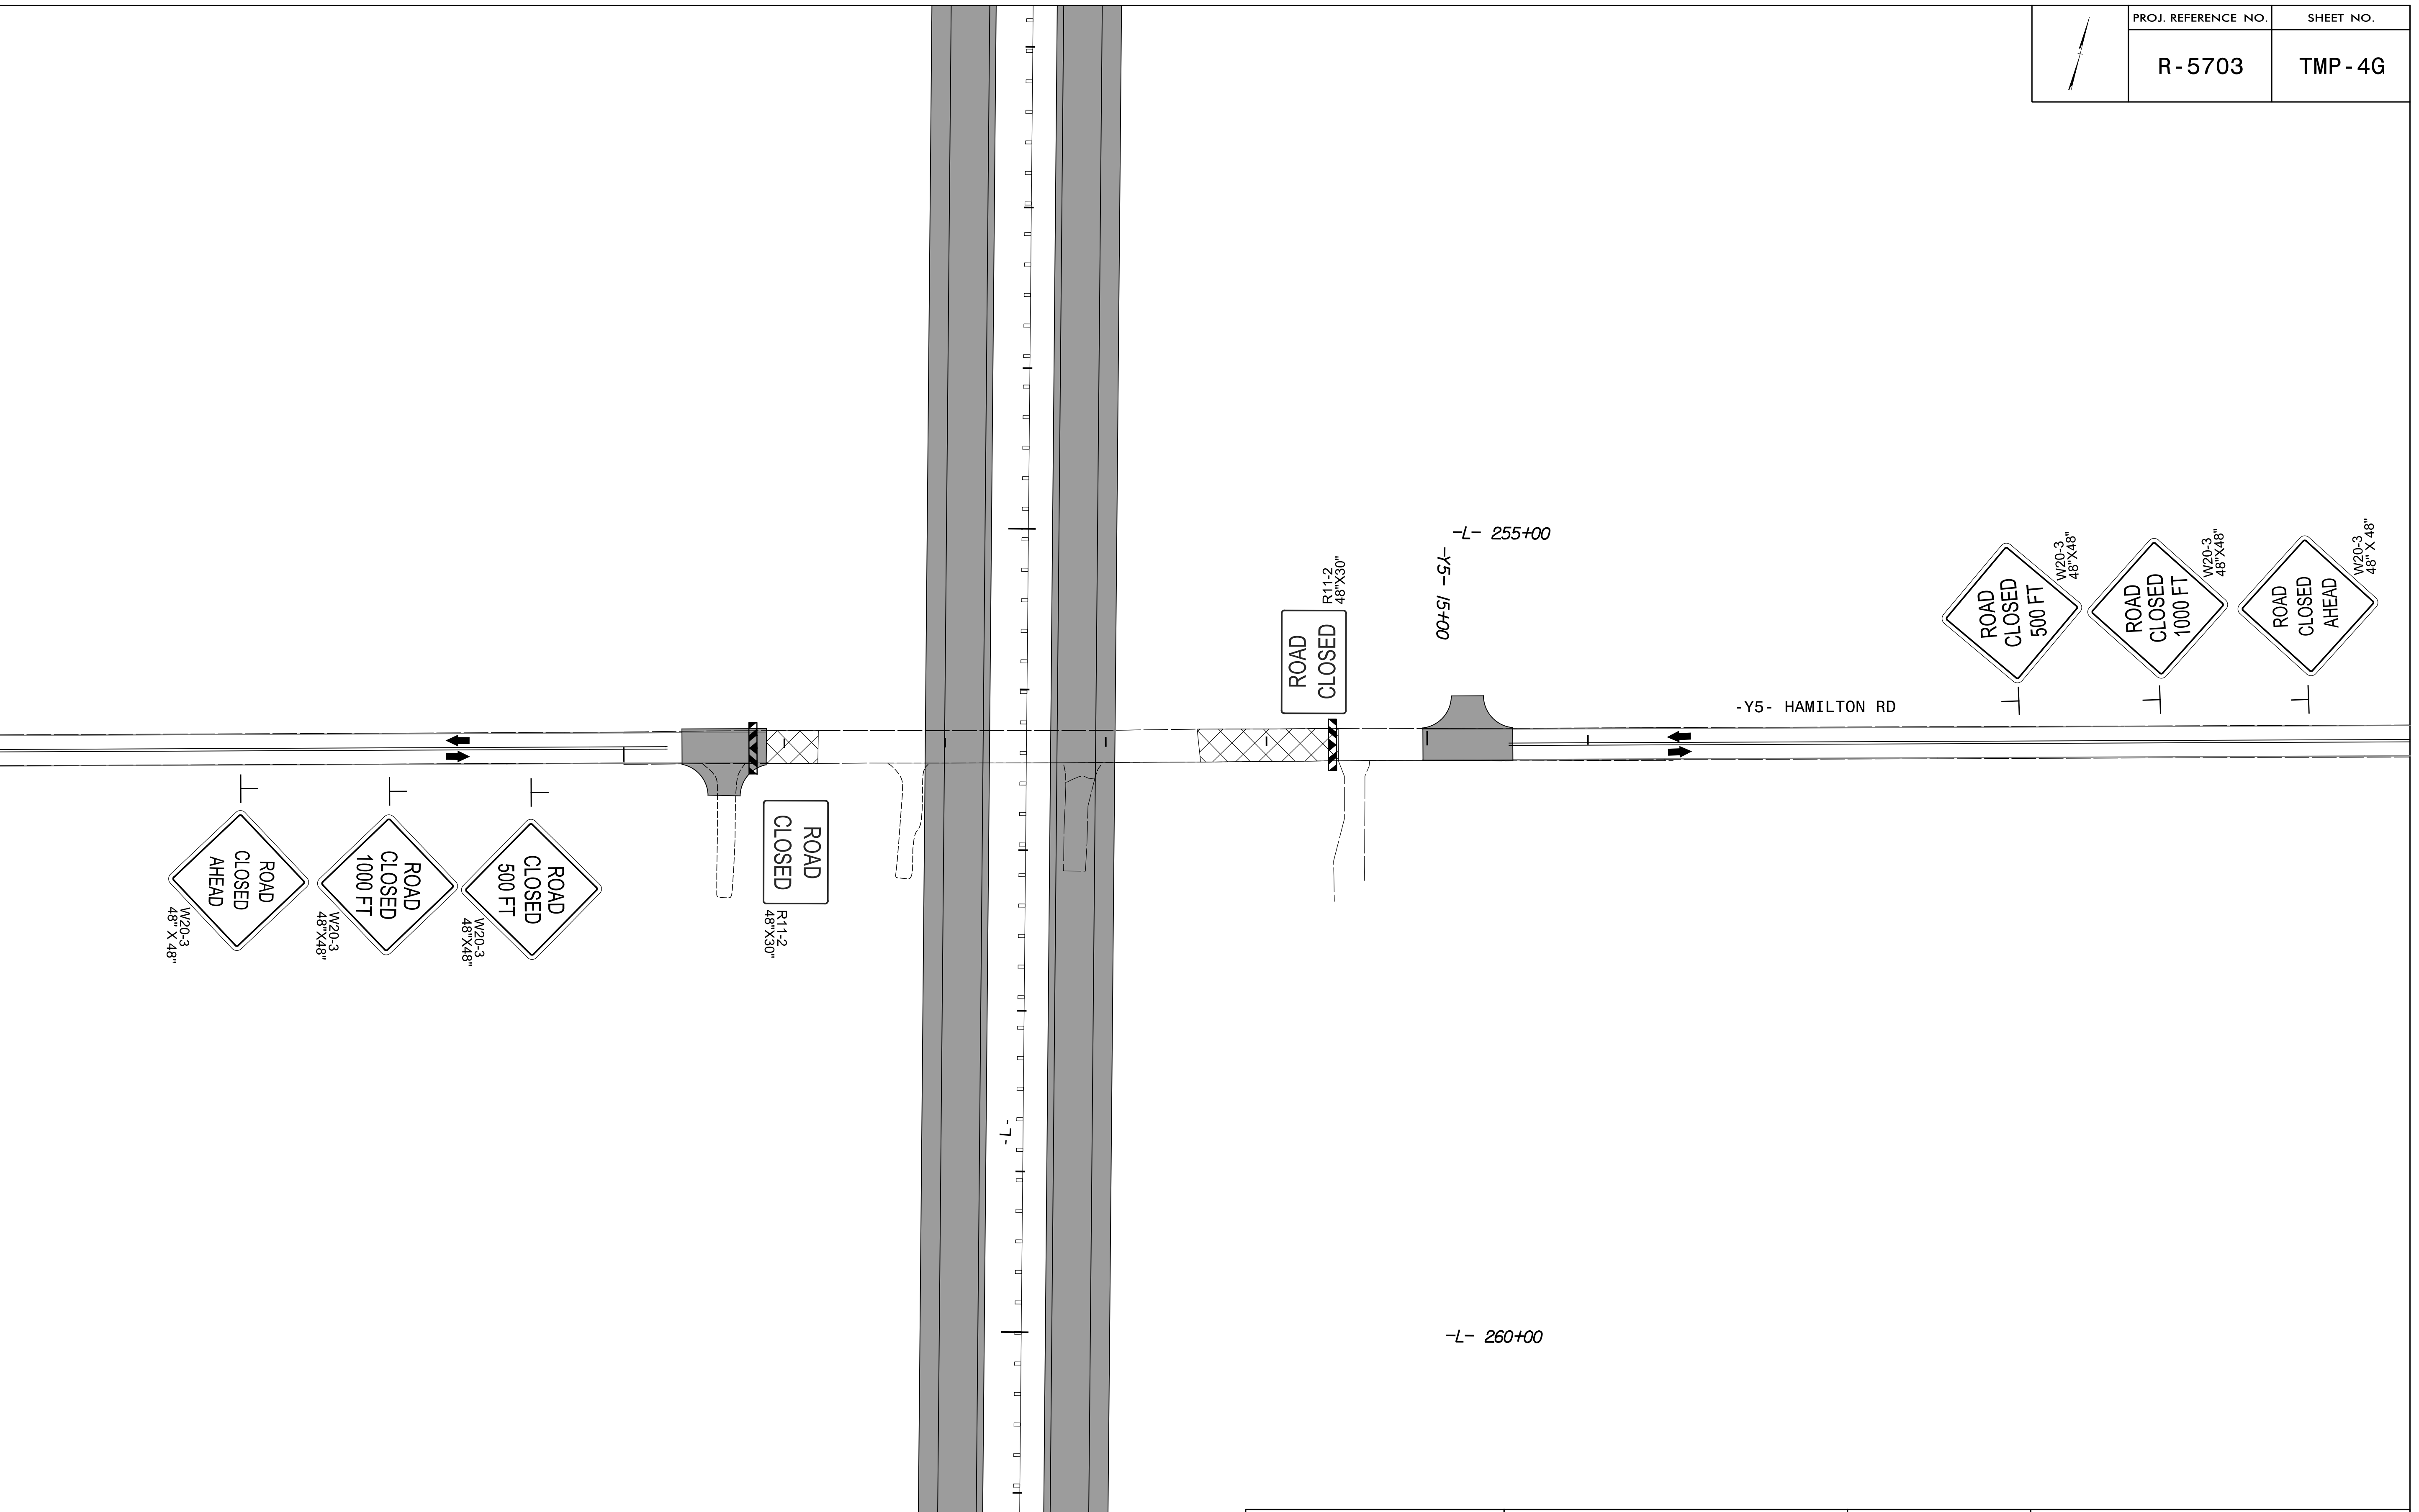 PROJ. REFERENCE NO.
SHEET NO.
R-5703
TMP-4G
-L- 255+00
-Y5- 15+00
R11-2
48"X30"
ROAD
CLOSED
W20-3
48"X48"
ROAD
CLOSED
500 FT
W20-3
48"X48"
ROAD
CLOSED
1000 FT
W20-3
48" X 48"
ROAD
CLOSED
AHEAD
-Y5- HAMILTON RD
ROAD
CLOSED
AHEAD
W20-3
48" X 48"
ROAD
CLOSED
1000 FT
W20-3
48"X48"
ROAD
CLOSED
500 FT
W20-3
48"X48"
ROAD
CLOSED
R11-2
48"X30"
-L-
-L- 260+00